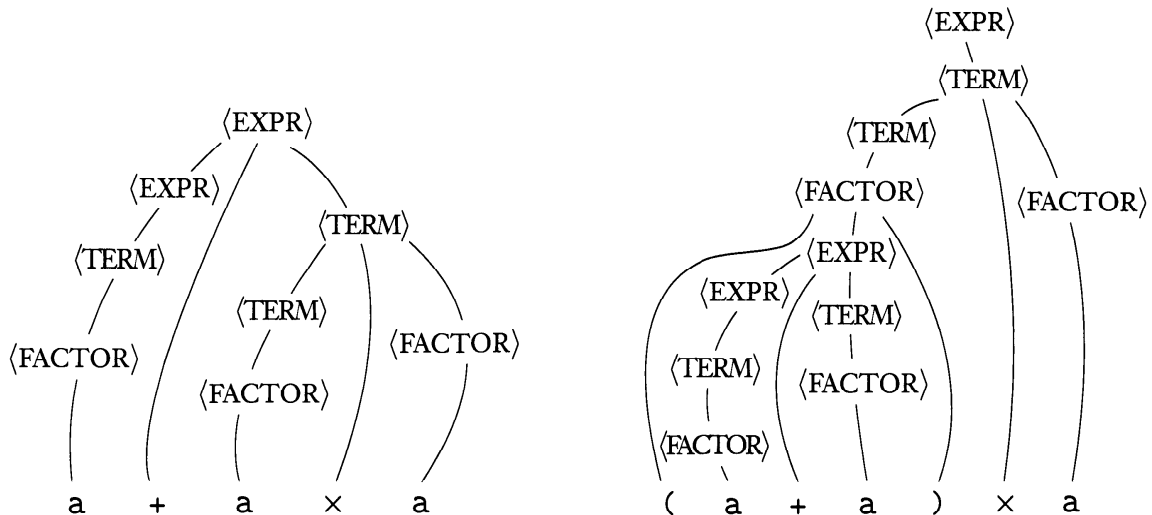 ⟨EXPR⟩
⟨EXPR⟩
⟨TERM⟩
⟨TERM⟩
⟨TERM⟩
⟨FACTOR⟩
⟨FACTOR⟩
⟨FACTOR⟩
a + a × a
⟨EXPR⟩
⟨TERM⟩
⟨TERM⟩
⟨FACTOR⟩
⟨FACTOR⟩
⟨EXPR⟩
⟨EXPR⟩
⟨TERM⟩
⟨TERM⟩
⟨FACTOR⟩
⟨FACTOR⟩
( a + a ) × a